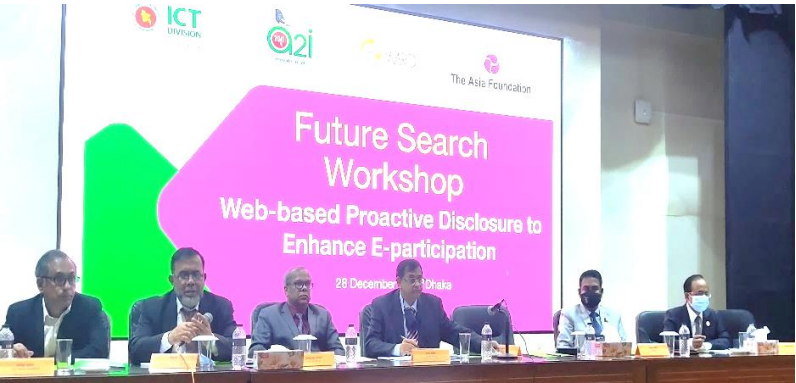 ICT
DIVISION
a2i
The Asia Foundation
Future Search
Workshop
Web-based Proactive Disclosure to
Enhance E-participation
28 December
Dhaka